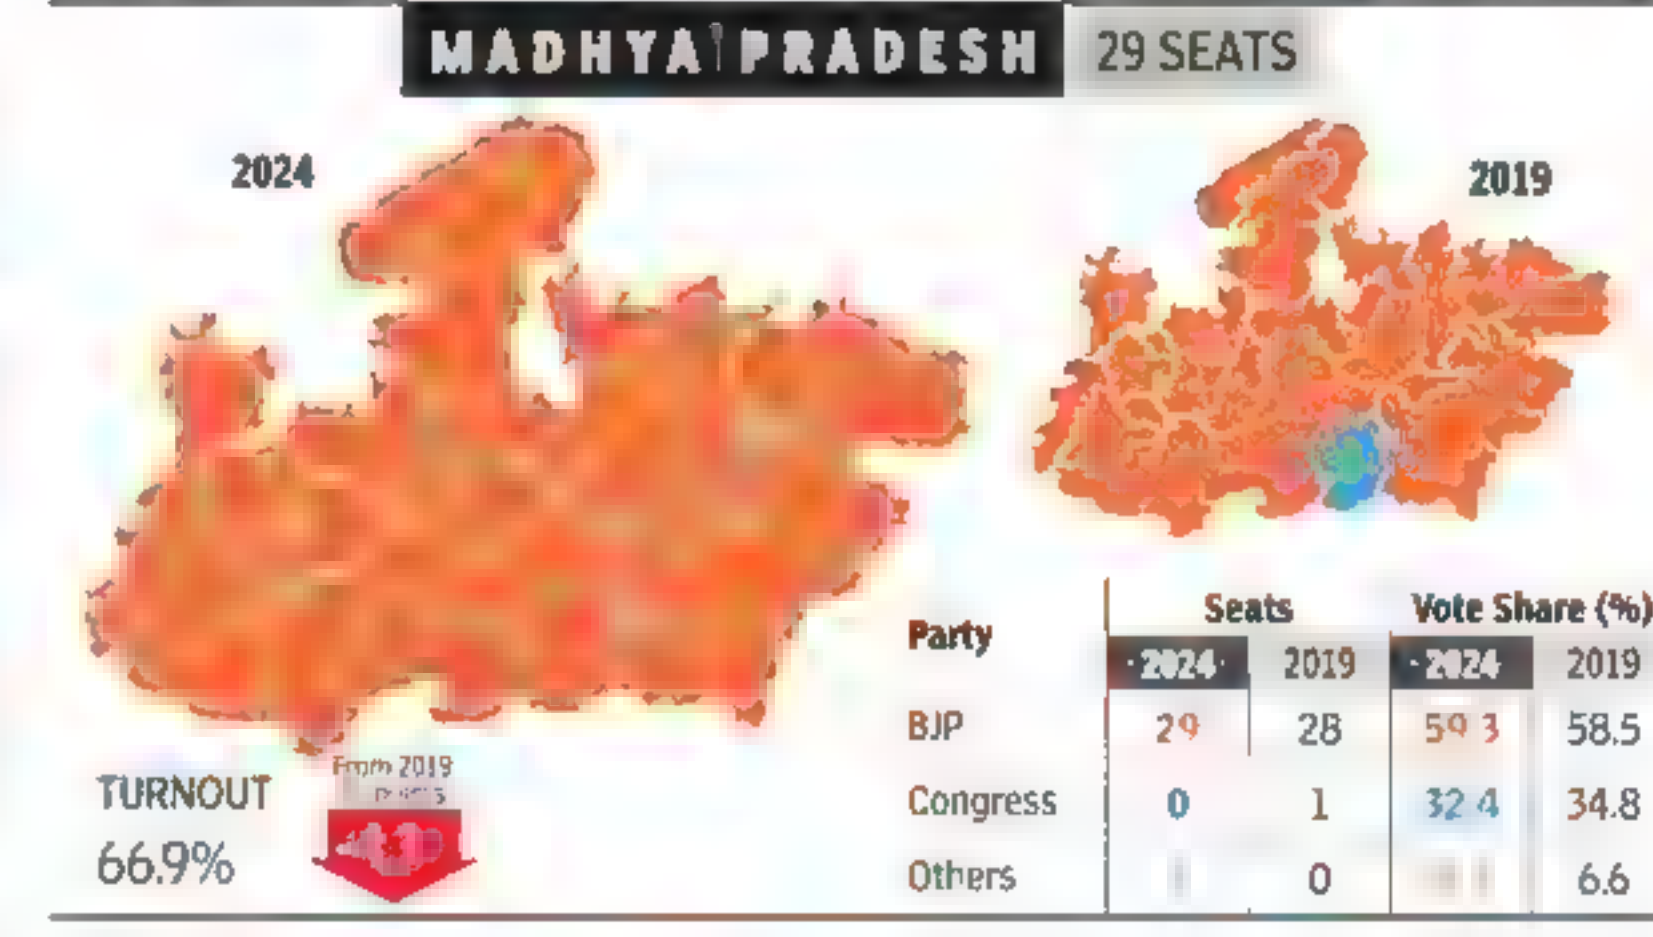 MADHYA PRADESH 29 SEATS
2024
2019
Party Seats Vote Share (%)
2024 2019 2024 2019
BJP 29 28 59.3 58.5
Congress 0 1 32.4 34.8
Others 0 6.6
TURNOUT
66.9%
From 2019